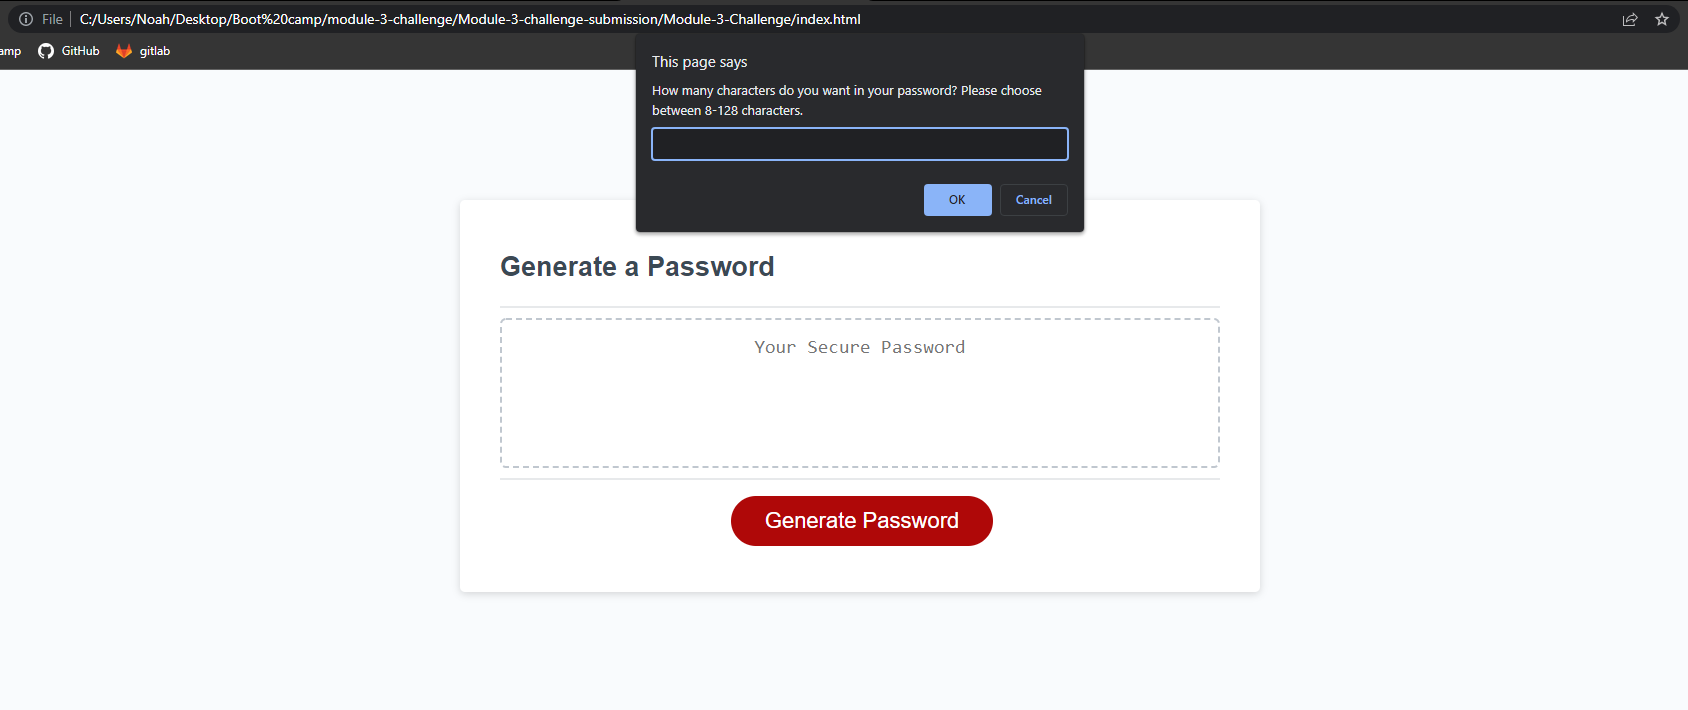 File C:/Users/Noah/Desktop/Boot%20camp/module-3-challenge/Module-3-challenge-submission/Module-3-Challenge/index.html
amp GitHub gitlab
This page says
How many characters do you want in your password? Please choose
between 8-128 characters.
OK Cancel
Generate a Password
Your Secure Password
Generate Password